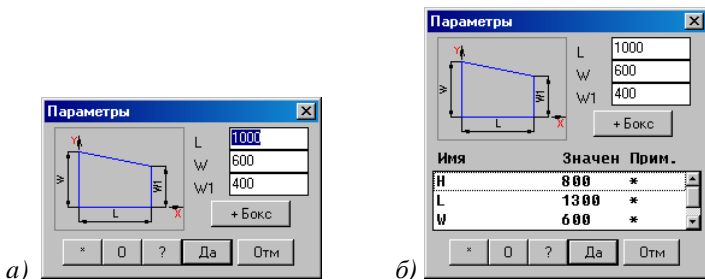 Параметры
Y
W
W1
L
X
L 1000
W 600
W1 400
+ Бокс
* 0 ? Да Отм
а)
Параметры
Y
W
W1
L
X
L 1000
W 600
W1 400
+ Бокс
Имя Значен Прим.
H 800 *
L 1300 *
W 600 *
* 0 ? Да Отм
б)